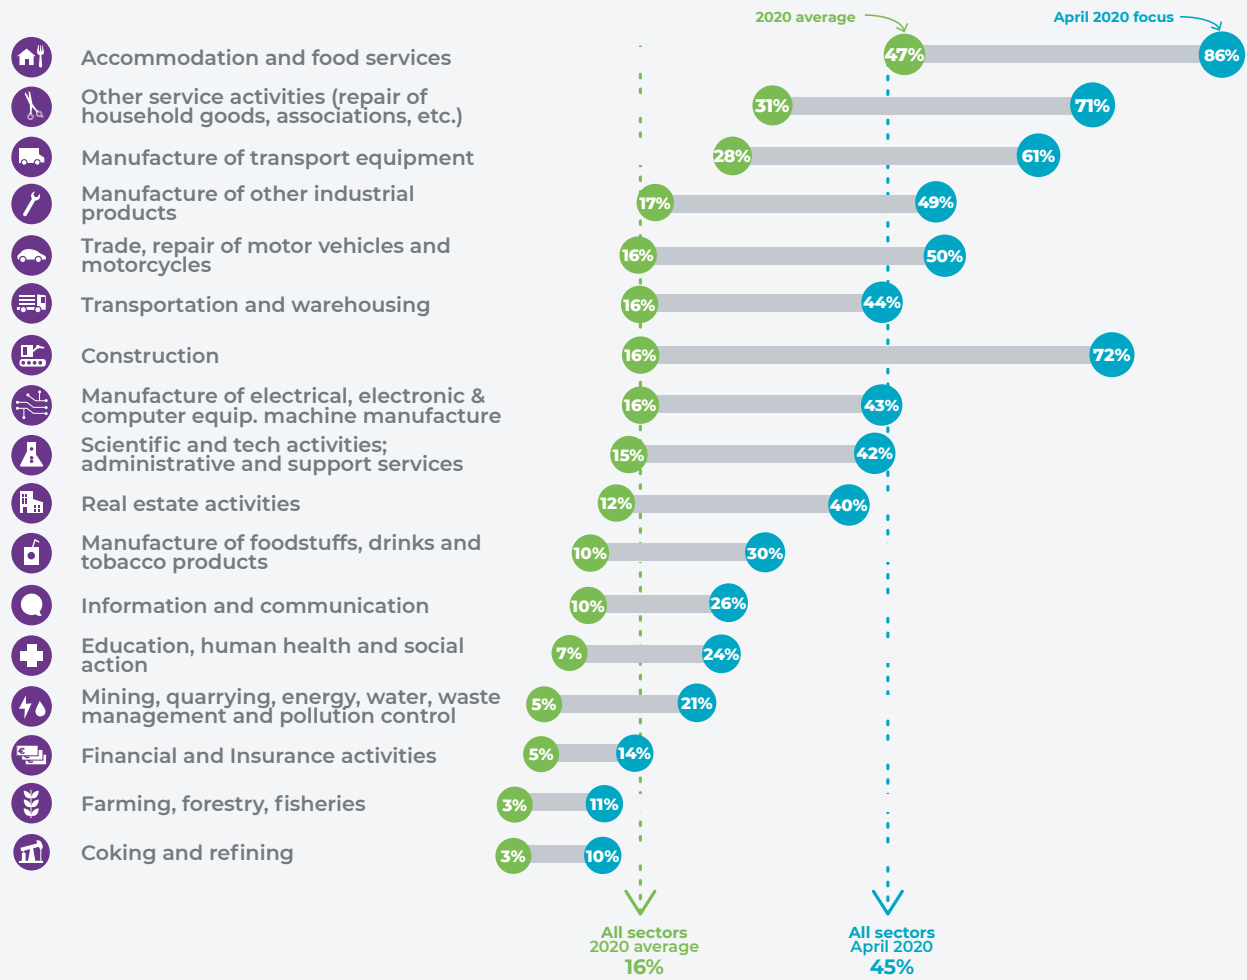 2020 average
April 2020 focus
Accommodation and food services
47%
86%
Other service activities (repair of
household goods, associations, etc.)
31%
71%
Manufacture of transport equipment
28%
61%
Manufacture of other industrial
products
17%
49%
Trade, repair of motor vehicles and
motorcycles
16%
50%
Transportation and warehousing
16%
44%
Construction
16%
72%
Manufacture of electrical, electronic &
computer equip. machine manufacture
16%
43%
Scientific and tech activities;
administrative and support services
15%
42%
Real estate activities
12%
40%
Manufacture of foodstuffs, drinks and
tobacco products
10%
30%
Information and communication
10%
26%
Education, human health and social
action
7%
24%
Mining, quarrying, energy, water, waste
management and pollution control
5%
21%
Financial and Insurance activities
5%
14%
Farming, forestry, fisheries
3%
11%
Coking and refining
3%
10%
All sectors
2020 average
16%
All sectors
April 2020
45%